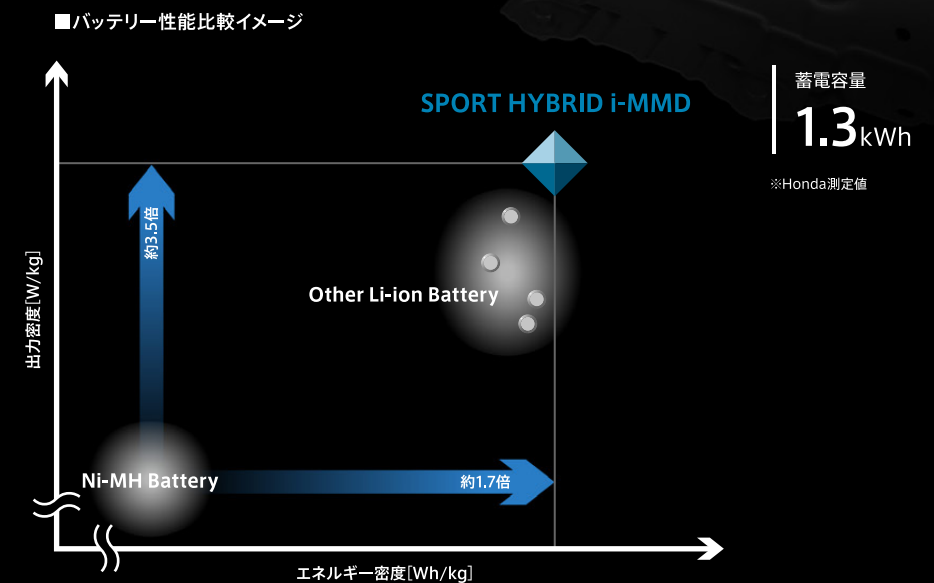 ■バッテリー性能比較イメージ
SPORT HYBRID i-MMD
蓄電容量
1.3kWh
※Honda測定値
約3.5倍
出力密度[W/kg]
Other Li-ion Battery
Ni-MH Battery
約1.7倍
エネルギー密度[Wh/kg]